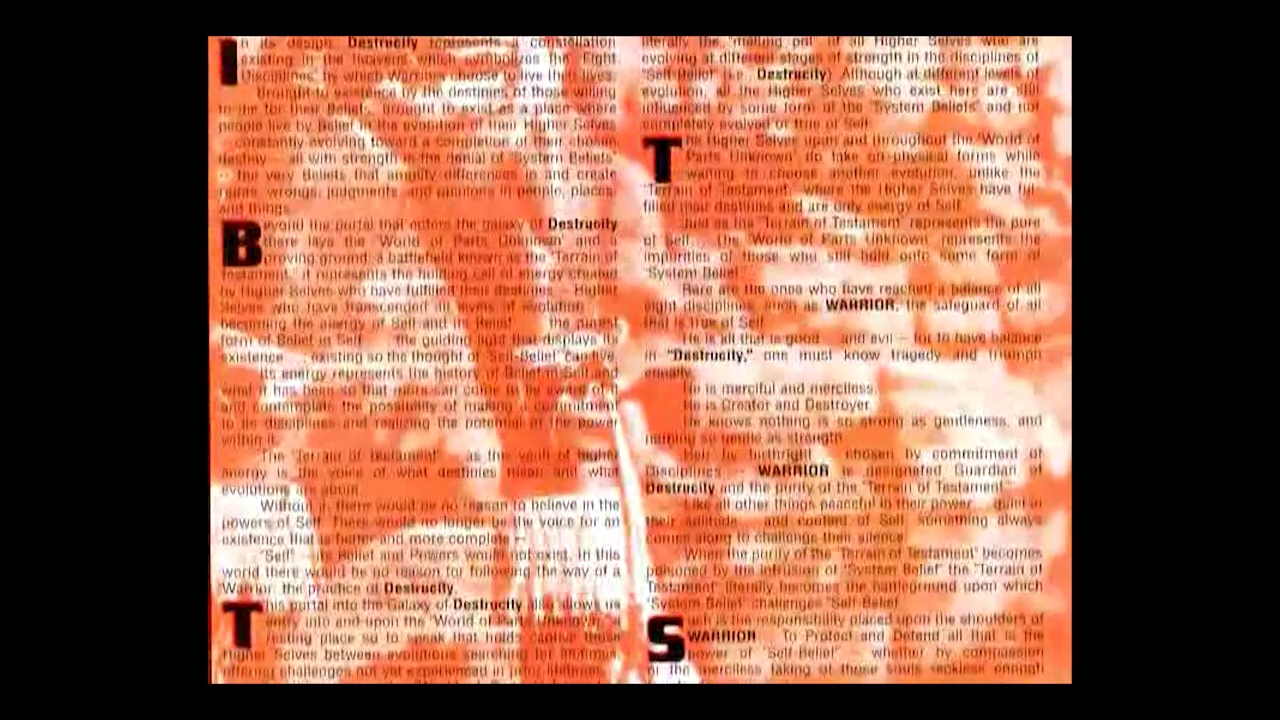 In its design, Destrucity represents a constellation
existing in the heavens which symbolizes the Eight
Disciplines by which Warriors chose to live their lives.
Brought to existence by the destinies of those willing
to die for their Beliefs brought to exist as a place where
people live by Belief in the evolution of their Higher Selves
constantly evolving toward a completion of their chosen
destiny with strength in the denial of System Beliefs
the very Beliefs that differences and create
wrongs judgments and opinions in people, places
and things.
Beyond the portal that enters the galaxy of Destrucity
there lays the "World of Parts Unknown" and a
proving ground, a battlefield known as the "Terrain of
Testament." It represents the holding cell of energy created
by Higher Selves who have fulfilled their destinies. Higher
Selves who have transcended all levels of evolution
becoming the energy of Self and Belief the purest
form of Belief in Self the guiding light that displays its
existence existing so the thought of "Self-Belief" can live.
Its energy represents the history of Belief in Self and
what it has so that more can come to be aware of it
and contemplate the possibility of making a commitment
to its disciplines and realizing the potential of the power
within it.
The "Terrain of Testament" as the vault of higher
energy is the voice of what destinies mean and what
evolutions are about.
Without it there would be no reason to believe in the
powers of Self. There would no longer be the voice for an
existence that is better and more complete.
"Self" Belief and Powers would not exist. In this
world there would be no reason for following the way of a
Warrior, the practice of Destrucity.
This portal into the Galaxy of Destrucity also allows us
into and upon the "World of Parts Unknown"
resting place so to speak that holds captive those
Higher Selves between evolutions searching for
offering challenges not yet experienced in prior lifetimes
literally the "melting pot" of all Higher Selves who are
evolving at different stages of strength in the disciplines of
"Self Belief" (i.e. Destrucity). Although at different levels of
evolution all the Higher Selves who exist here are still
influenced by some form of the "System Beliefs" and not
completely evolved or true of Self.
The Higher Selves upon and throughout the "World of
Parts Unknown" do take on physical forms while
waiting to choose another evolution, unlike the
"Terrain of Testament" where the Higher Selves have ful-
filled their destinies and are only energy of Self.
Just as the "Terrain of Testament" represents the pure
of Self the "World of Parts Unknown" represents the
impurities of those who still hold onto some form of
"System Belief."
Rare are the ones who have reached a balance of all
eight disciplines such as WARRIOR, the safeguard of all
that is true of Self.
He is all that is good and evil — for to have balance
in "Destrucity," one must know tragedy and triumph
equally.
He is merciful and merciless.
He is Creator and Destroyer.
He knows nothing is so strong as gentleness, and
nothing so gentle as strength.
Heir by birthright chosen by commitment of
Disciplines WARRIOR is designated Guardian of
Destrucity and the purity of the "Terrain of Testament."
all other things peaceful in their power quiet in
their solitude and content of Self something always
comes to challenge their silence.
When the purity of the "Terrain of Testament" becomes
poisoned by the intrusion of "System Belief" the "Terrain of
Testament" literally becomes the battleground upon which
"System Belief" challenges "Self Belief."
So is the responsibility placed upon the shoulders of
WARRIOR To Protect and Defend all that is the
power of "Self-Belief" whether by compassion
or the merciless taking of those souls reckless enough